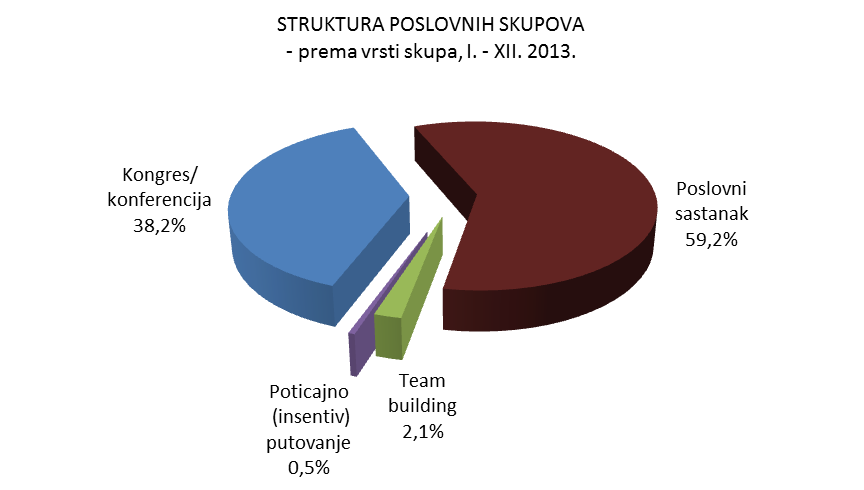 STRUKTURA POSLOVNIH SKUPOVA
- prema vrsti skupa, I. - XII. 2013.
Kongres/
konferencija
38,2%
Poslovni
sastanak
59,2%
Team
building
2,1%
Poticajno
(insentiv)
putovanje
0,5%